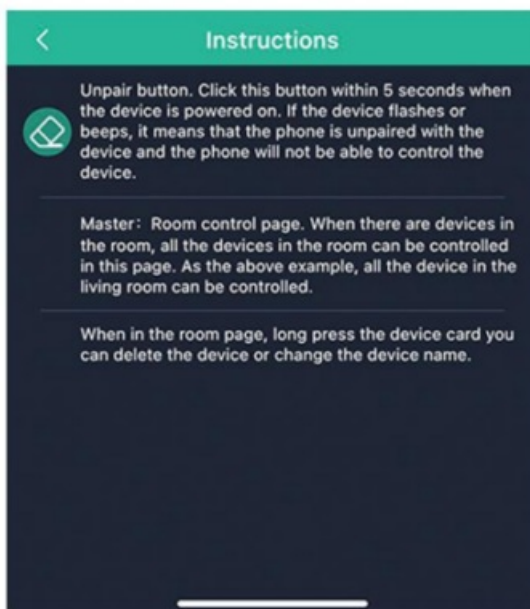 Instructions
Unpair button. Click this button within 5 seconds when
the device is powered on. If the device flashes or
beeps, it means that the phone is unpaired with the
device and the phone will not be able to control the
device.
Master：Room control page. When there are devices in
the room, all the devices in the room can be controlled
in this page. As the above example, all the device in the
living room can be controlled.
When in the room page, long press the device card you
can delete the device or change the device name.